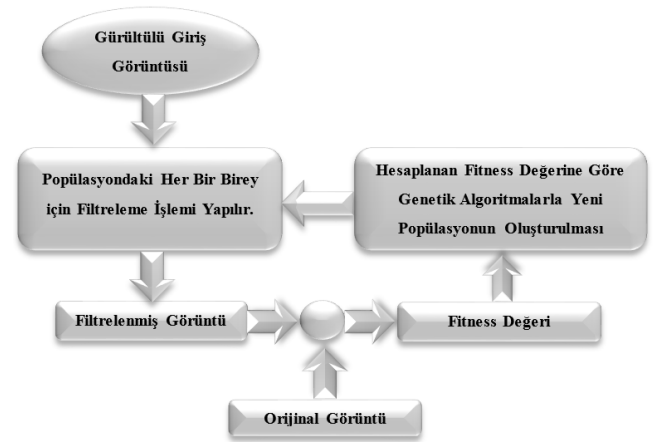 Gürültülü Giriş
Görüntüsü
Popülasyondaki Her Bir Birey
için Filtreleme İşlemi Yapılır.
Hesaplanan Fitness Değerine Göre
Genetik Algoritmalarla Yeni
Popülasyonun Oluşturulması
Filtrelenmiş Görüntü
Fitness Değeri
Orijinal Görüntü